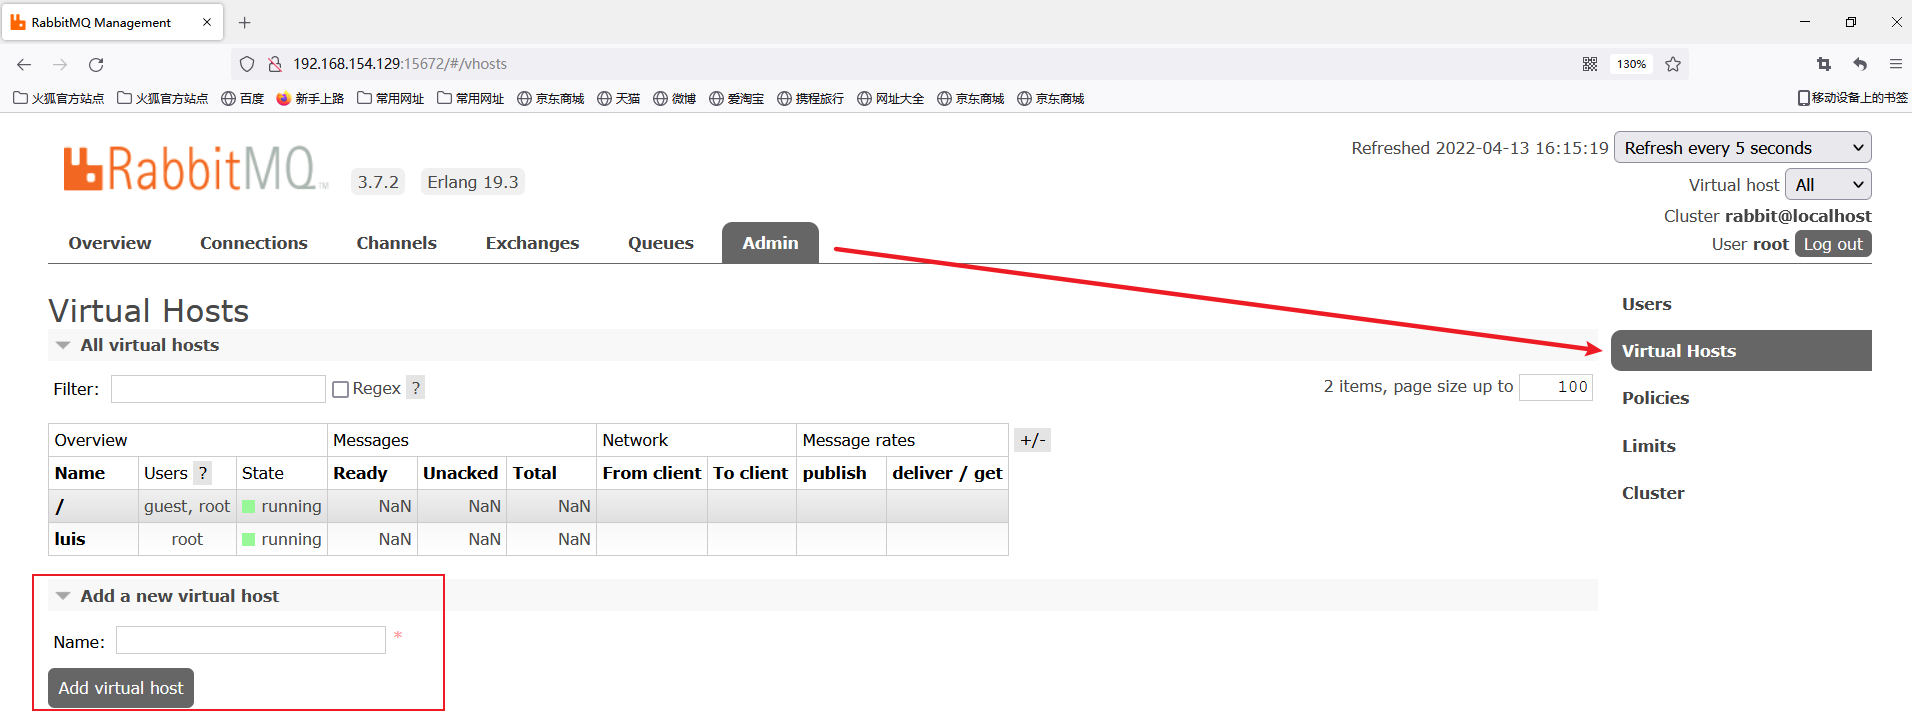 RabbitMQ Management
192.168.154.129:15672/#/vhosts
130%
火狐官方站点 火狐官方站点 百度 新手上路 常用网址 常用网址 京东商城 天猫 微博 爱淘宝 携程旅行 网址大全 京东商城 京东商城 移动设备上的书签
RabbitMQ TM 3.7.2 Erlang 19.3
Refreshed 2022-04-13 16:15:19 Refresh every 5 seconds
Virtual host All
Cluster rabbit@localhost
User root Log out
Overview Connections Channels Exchanges Queues Admin
Virtual Hosts
All virtual hosts
Filter: Regex ? 2 items, page size up to 100
Overview Messages Network Message rates +/-
Name Users ? State Ready Unacked Total From client To client publish deliver / get
/ guest, root running NaN NaN NaN
luis root running NaN NaN NaN
Add a new virtual host
Name: *
Add virtual host
Users
Virtual Hosts
Policies
Limits
Cluster